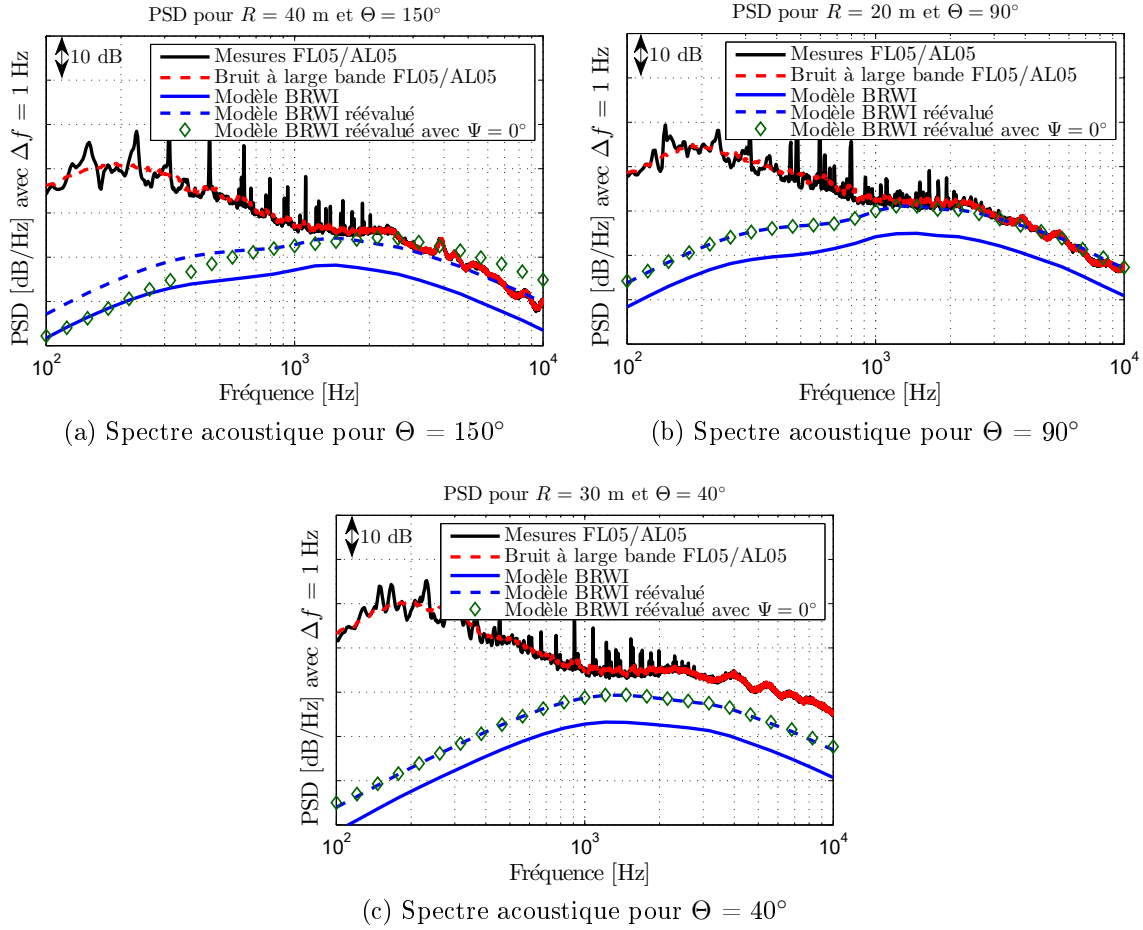 PSD pour R = 40 m et Θ = 150°
10 dB
Mesures FL05/AL05
Bruit à large bande FL05/AL05
Modèle BRWI
Modèle BRWI réévalué
Modèle BRWI réévalué avec Ψ = 0°
PSD [dB/Hz] avec Δf = 1 Hz
10² 10³ 10⁴
Fréquence [Hz]
(a) Spectre acoustique pour Θ = 150°
PSD pour R = 20 m et Θ = 90°
10 dB
Mesures FL05/AL05
Bruit à large bande FL05/AL05
Modèle BRWI
Modèle BRWI réévalué
Modèle BRWI réévalué avec Ψ = 0°
PSD [dB/Hz] avec Δf = 1 Hz
10² 10³ 10⁴
Fréquence [Hz]
(b) Spectre acoustique pour Θ = 90°
PSD pour R = 30 m et Θ = 40°
10 dB
Mesures FL05/AL05
Bruit à large bande FL05/AL05
Modèle BRWI
Modèle BRWI réévalué
Modèle BRWI réévalué avec Ψ = 0°
PSD [dB/Hz] avec Δf = 1 Hz
10² 10³ 10⁴
Fréquence [Hz]
(c) Spectre acoustique pour Θ = 40°